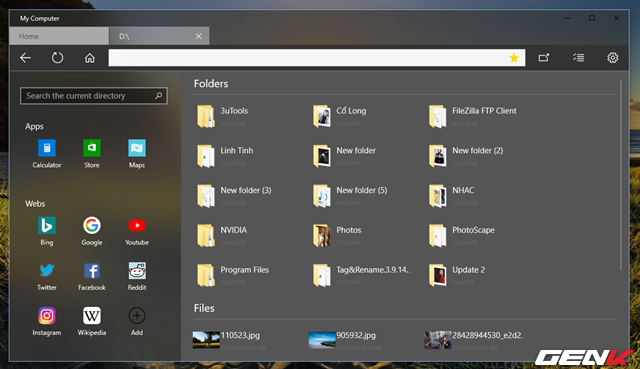 My Computer
Home
D:\
Search the current directory
Apps
Calculator
Store
Maps
Webs
Bing
Google
Youtube
Twitter
Facebook
Reddit
Instagram
Wikipedia
Add
Folders
3uTools
Cổ Long
FileZilla FTP Client
Linh Tinh
New folder
New folder (2)
New folder (3)
New folder (5)
NHAC
NVIDIA
Photos
PhotoScape
Program Files
Tag&Rename.3.9.14..
Update 2
Files
110523.jpg
905932.jpg
28428944530_e2d2.
GENK